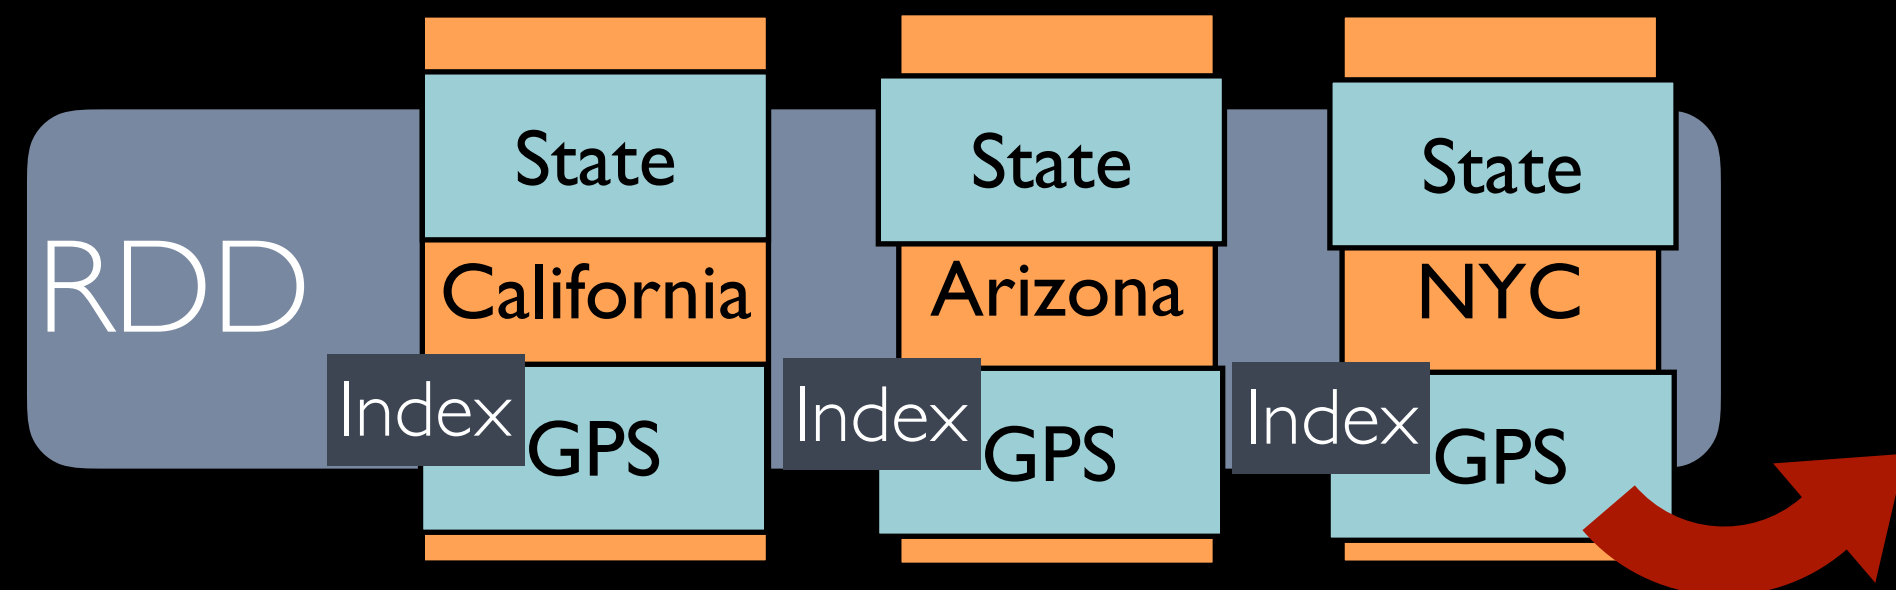 State
State
State
RDD
California
Arizona
NYC
Index
Index
Index
GPS
GPS
GPS